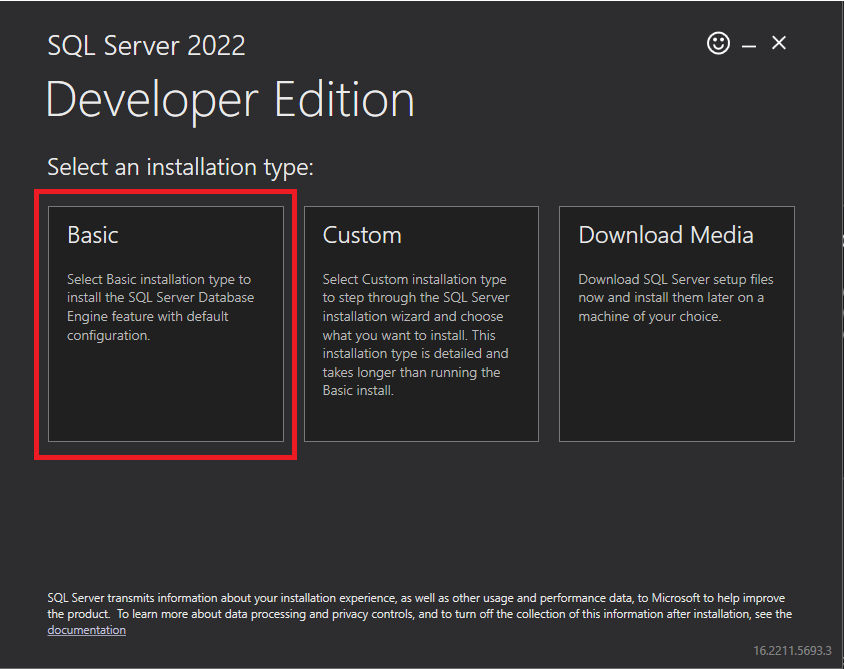 SQL Server 2022
Developer Edition
Select an installation type:
Basic
Select Basic installation type to
install the SQL Server Database
Engine feature with default
configuration.
Custom
Select Custom installation type
to step through the SQL Server
installation wizard and choose
what you want to install. This
installation type is detailed and
takes longer than running the
Basic install.
Download Media
Download SQL Server setup files
now and install them later on a
machine of your choice.
SQL Server transmits information about your installation experience, as well as other usage and performance data, to Microsoft to help improve
the product.  To learn more about data processing and privacy controls, and to turn off the collection of this information after installation, see the
documentation
16.2211.5693.3